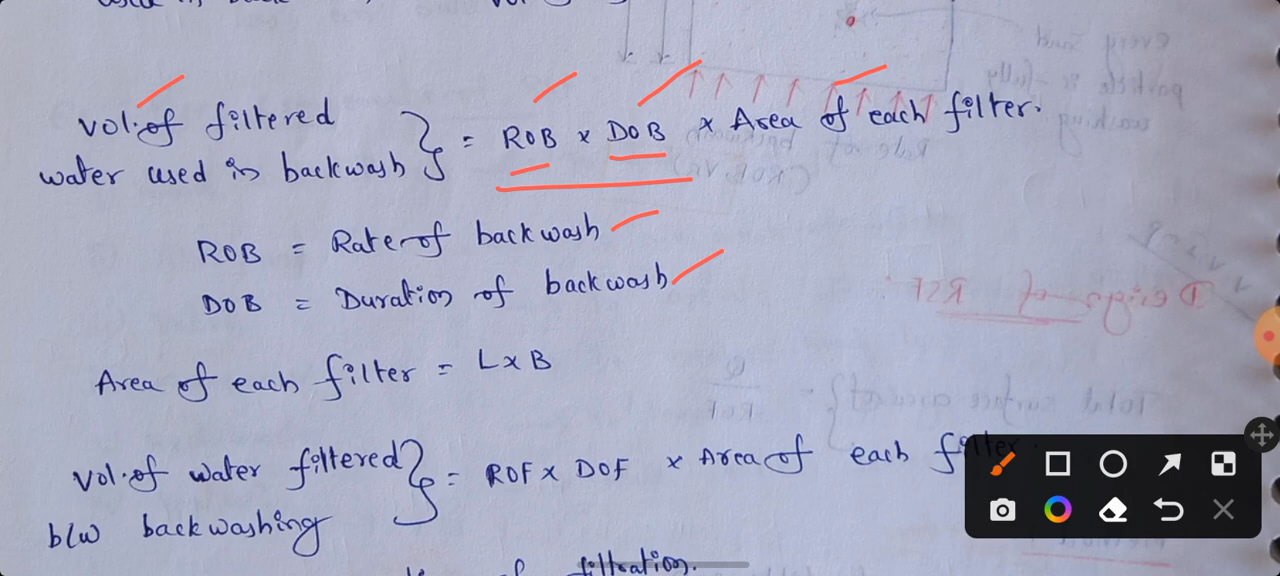 Vol. of filtered
water used in backwash } = ROB x DOB x Area of each filter.
ROB = Rate of backwash
DOB = Duration of backwash
Area of each filter = L x B
Vol. of water filtered
b/w backwashing } = ROF x DOF x Area of each filter
filtration.